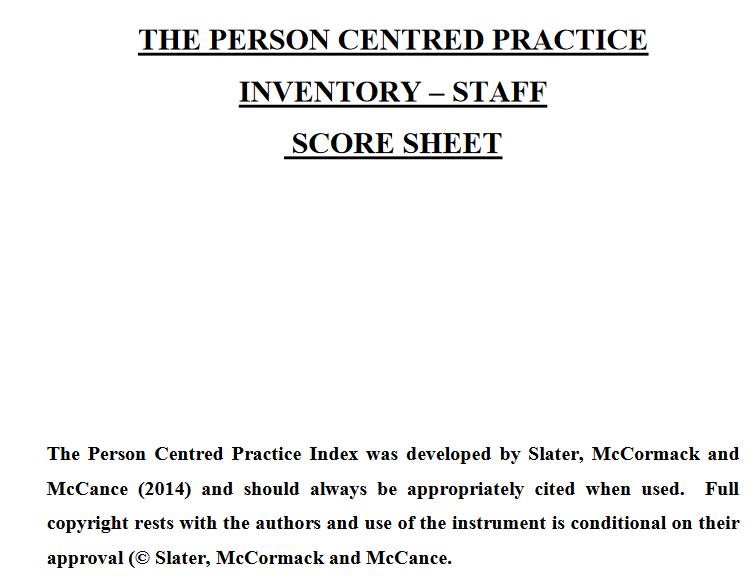 THE PERSON CENTRED PRACTICE
INVENTORY – STAFF
SCORE SHEET
The Person Centred Practice Index was developed by Slater, McCormack and
McCance (2014) and should always be appropriately cited when used. Full
copyright rests with the authors and use of the instrument is conditional on their
approval (© Slater, McCormack and McCance.